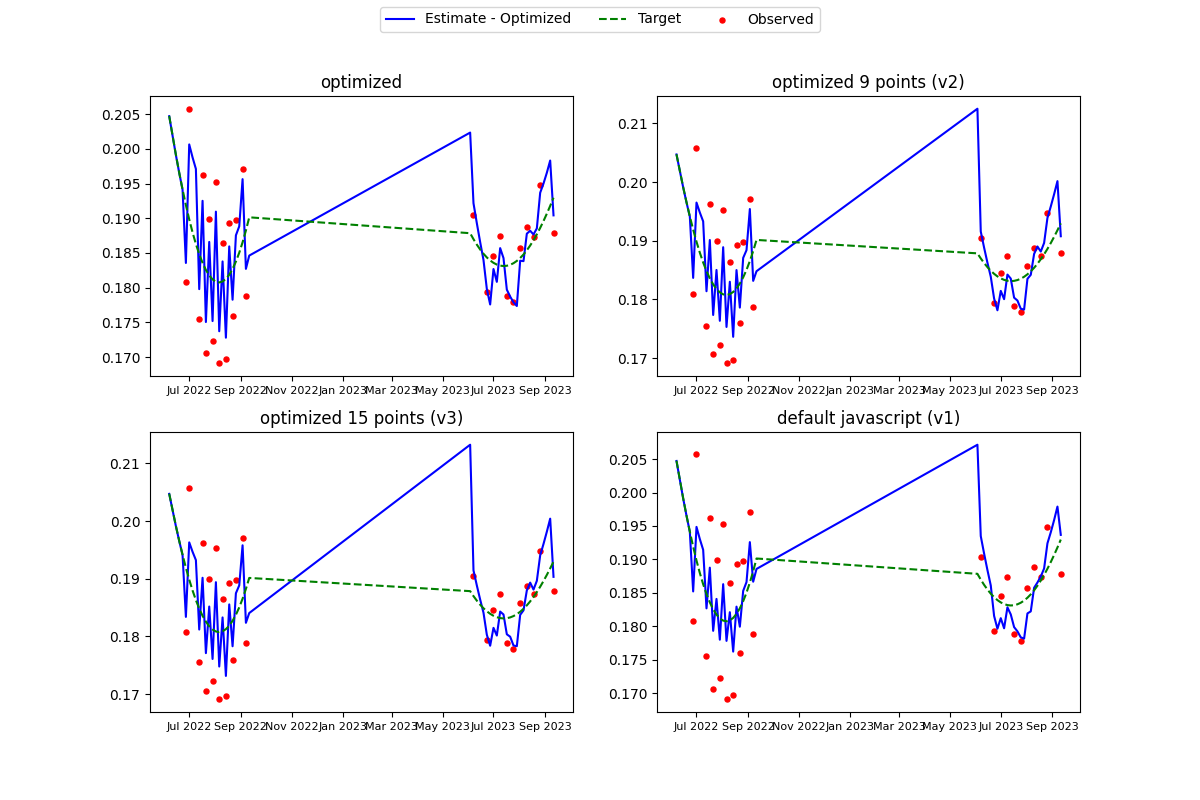 Estimate - Optimized Target Observed
optimized
0.205
0.200
0.195
0.190
0.185
0.180
0.175
0.170
Jul 2022 Sep 2022 Nov 2022 Jan 2023 Mar 2023 May 2023 Jul 2023 Sep 2023
optimized 9 points (v2)
0.21
0.20
0.19
0.18
0.17
Jul 2022 Sep 2022 Nov 2022 Jan 2023 Mar 2023 May 2023 Jul 2023 Sep 2023
optimized 15 points (v3)
0.21
0.20
0.19
0.18
0.17
Jul 2022 Sep 2022 Nov 2022 Jan 2023 Mar 2023 May 2023 Jul 2023 Sep 2023
default javascript (v1)
0.205
0.200
0.195
0.190
0.185
0.180
0.175
0.170
Jul 2022 Sep 2022 Nov 2022 Jan 2023 Mar 2023 May 2023 Jul 2023 Sep 2023